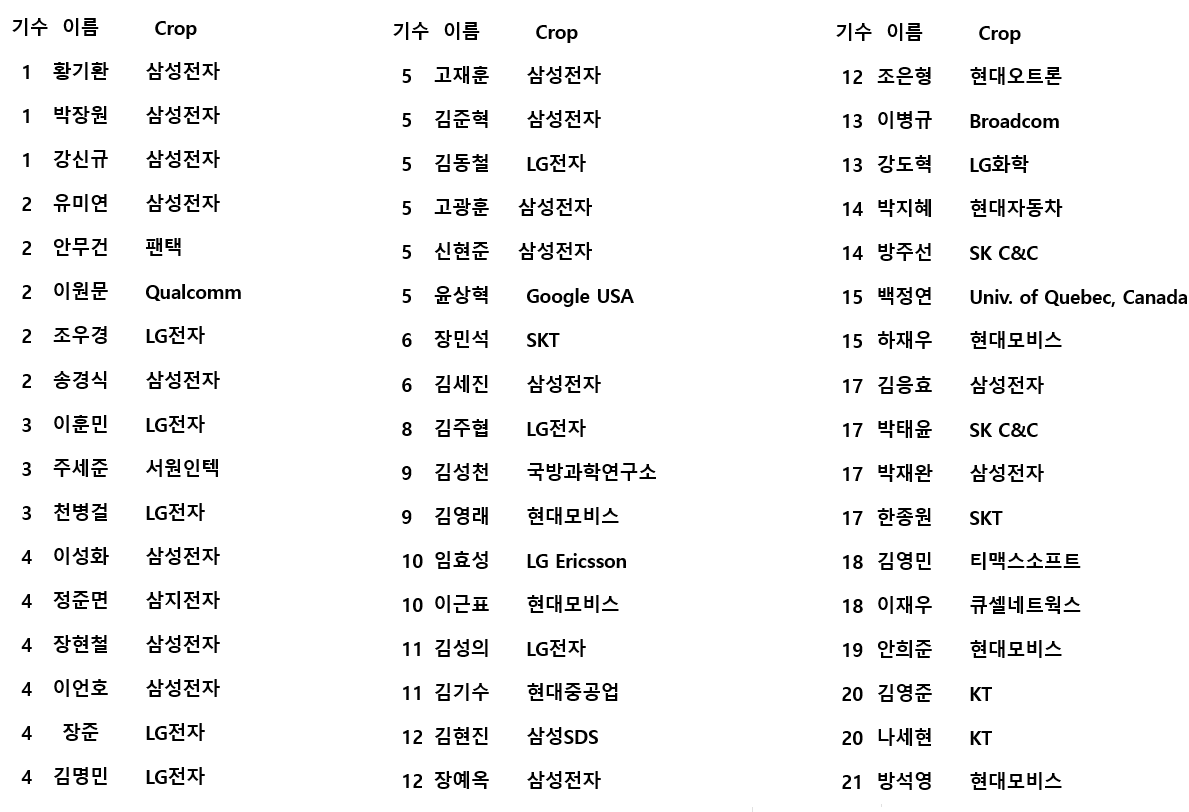 기수 이름 Crop
1 황기환 삼성전자
1 박장원 삼성전자
1 강신규 삼성전자
2 유미연 삼성전자
2 안무건 팬택
2 이원문 Qualcomm
2 조우경 LG전자
2 송경식 삼성전자
3 이훈민 LG전자
3 주세준 서원인텍
3 천병걸 LG전자
4 이성화 삼성전자
4 정준면 삼지전자
4 장현철 삼성전자
4 이언호 삼성전자
4 장준 LG전자
4 김명민 LG전자
기수 이름 Crop
5 고재훈 삼성전자
5 김준혁 삼성전자
5 김동철 LG전자
5 고광훈 삼성전자
5 신현준 삼성전자
5 윤상혁 Google USA
6 장민석 SKT
6 김세진 삼성전자
8 김주협 LG전자
9 김성천 국방과학연구소
9 김영래 현대모비스
10 임효성 LG Ericsson
10 이근표 현대모비스
11 김성의 LG전자
11 김기수 현대중공업
12 김현진 삼성SDS
12 장예옥 삼성전자
기수 이름 Crop
12 조은형 현대오트론
13 이병규 Broadcom
13 강도혁 LG화학
14 박지혜 현대자동차
14 방주선 SK C&C
15 백정연 Univ. of Quebec, Canada
15 하재우 현대모비스
17 김응효 삼성전자
17 박태윤 SK C&C
17 박재완 삼성전자
17 한종원 SKT
18 김영민 티맥스소프트
18 이재우 큐셀네트웍스
19 안희준 현대모비스
20 김영준 KT
20 나세현 KT
21 방석영 현대모비스